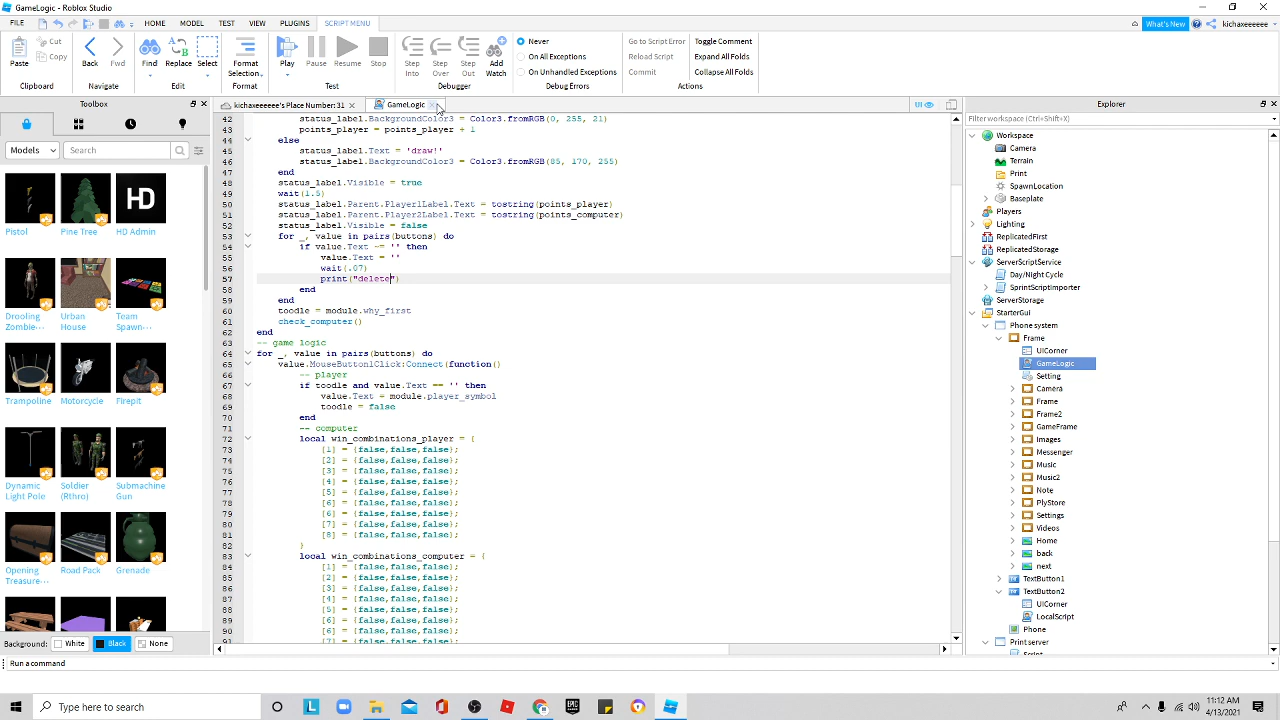 GameLogic - Roblox Studio
FILE HOME MODEL TEST VIEW PLUGINS SCRIPT MENU What's New kichaxeeeeee
Paste Cut Copy Back Fwd Find Replace Select Format Selection Play Pause Resume Stop Step Into Step Over Step Out Add Watch Never On All Exceptions On Unhandled Exceptions Go to Script Error Reload Script Commit Toggle Comment Expand All Folds Collapse All Folds
Clipboard Navigate Edit Format Test Debugger Debug Errors Actions
Toolbox
kichaxeeeeee's Place Number: 31 GameLogic UI
Explorer
Filter workspace (Ctrl+Shift+X)
Models Search
Pistol Pine Tree HD Admin
HD
Drooling Zombie... Urban House Team Spawn...
Trampoline Motorcycle Firepit
Dynamic Light Pole Soldier (Rthro) Submachine Gun
Opening Treasure... Road Pack Grenade
Background: White Black None
42 status_label.BackgroundColor3 = Color3.fromRGB(0, 255, 21)
43 points_player = points_player + 1
44 else
45 status_label.Text = 'draw!'
46 status_label.BackgroundColor3 = Color3.fromRGB(85, 170, 255)
47 end
48 status_label.Visible = true
49 wait(1.5)
50 status_label.Parent.Player1Label.Text = tostring(points_player)
51 status_label.Parent.Player2Label.Text = tostring(points_computer)
52 status_label.Visible = false
53 for _, value in pairs(buttons) do
54 if value.Text ~= '' then
55 value.Text = ''
56 wait(.07)
57 print("delete")
58 end
59 end
60 toodle = module.why_first
61 check_computer()
62 end
63 -- game logic
64 for _, value in pairs(buttons) do
65 value.MouseButton1Click:Connect(function()
66 -- player
67 if toodle and value.Text == '' then
68 value.Text = module.player_symbol
69 toodle = false
70 end
71 -- computer
72 local win_combinations_player = {
73 [1] = {false,false,false};
74 [2] = {false,false,false};
75 [3] = {false,false,false};
76 [4] = {false,false,false};
77 [5] = {false,false,false};
78 [6] = {false,false,false};
79 [6] = {false,false,false};
80 [7] = {false,false,false};
81 [8] = {false,false,false};
82 }
83 local win_combinations_computer = {
84 [1] = {false,false,false};
85 [2] = {false,false,false};
86 [3] = {false,false,false};
87 [4] = {false,false,false};
88 [5] = {false,false,false};
89 [6] = {false,false,false};
90 [6] = {false,false,false};
91 [7] = {false,false,false};
Workspace
Camera
Terrain
Print
SpawnLocation
Baseplate
Players
Lighting
ReplicatedFirst
ReplicatedStorage
ServerScriptService
Day/Night Cycle
SprintScriptImporter
ServerStorage
StarterGui
Phone system
Frame
UICorner
GameLogic
Setting
Camera
Frame
Frame2
GameFrame
Images
Messenger
Music
Music2
Note
PlyStore
Settings
Videos
Home
back
next
TextButton1
TextButton2
UICorner
LocalScript
Phone
Print server
Script
Run a command
Type here to search
11:12 AM
4/13/2021